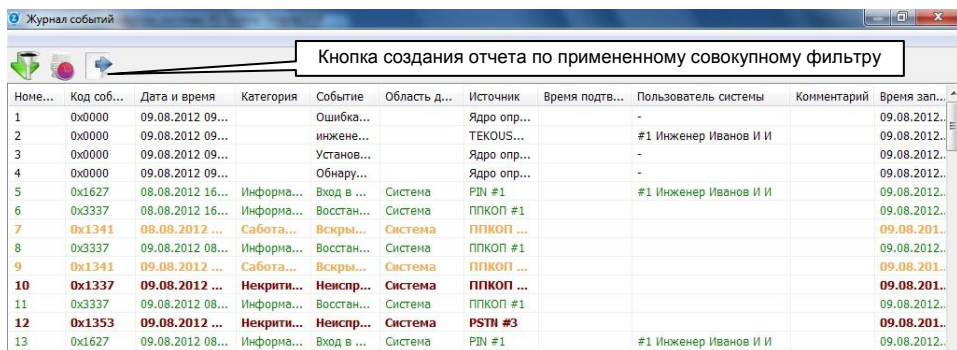 Журнал событий
Кнопка создания отчета по примененному совокупному фильтру
Номе... Код соб... Дата и время Категория Событие Область д... Источник Время подтв... Пользователь системы Комментарий Время зап...
1 0x0000 09.08.2012 09... Ошибка... Ядро опр... - 09.08.2012...
2 0x0000 09.08.2012 09... инжене... TEKOUS... #1 Инженер Иванов И И 09.08.2012...
3 0x0000 09.08.2012 09... Установ... Ядро опр... - 09.08.2012...
4 0x0000 09.08.2012 09... Обнару... Ядро опр... - 09.08.2012...
5 0x1627 08.08.2012 16... Информа... Вход в ... Система PIN #1 #1 Инженер Иванов И И 09.08.2012...
6 0x3337 08.08.2012 16... Информа... Восстан... Система ППКОП #1 09.08.2012...
7 0x1341 08.08.2012 ... Сабота... Вскры... Система ППКОП ... 09.08.201...
8 0x3337 09.08.2012 08... Информа... Восстан... Система ППКОП #1 09.08.2012...
9 0x1341 09.08.2012 ... Сабота... Вскры... Система ППКОП ... 09.08.201...
10 0x1337 09.08.2012 ... Некрити... Неиспр... Система ППКОП ... 09.08.201...
11 0x3337 09.08.2012 08... Информа... Восстан... Система ППКОП #1 09.08.2012...
12 0x1353 09.08.2012 ... Некрити... Неиспр... Система PSTN #3 09.08.201...
13 0x1627 09.08.2012 08... Информа... Вход в ... Система PIN #1 #1 Инженер Иванов И И 09.08.2012...